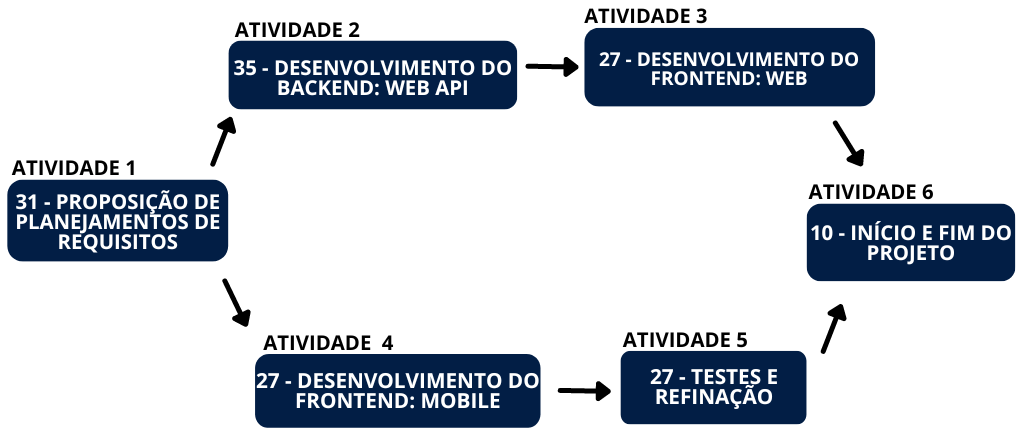 ATIVIDADE 1
31 - PROPOSIÇÃO DE
PLANEJAMENTOS DE
REQUISITOS
ATIVIDADE 2
35 - DESENVOLVIMENTO DO
BACKEND: WEB API
ATIVIDADE 3
27 - DESENVOLVIMENTO DO
FRONTEND: WEB
ATIVIDADE 4
27 - DESENVOLVIMENTO DO
FRONTEND: MOBILE
ATIVIDADE 5
27 - TESTES E
REFINAÇÃO
ATIVIDADE 6
10 - INÍCIO E FIM DO
PROJETO